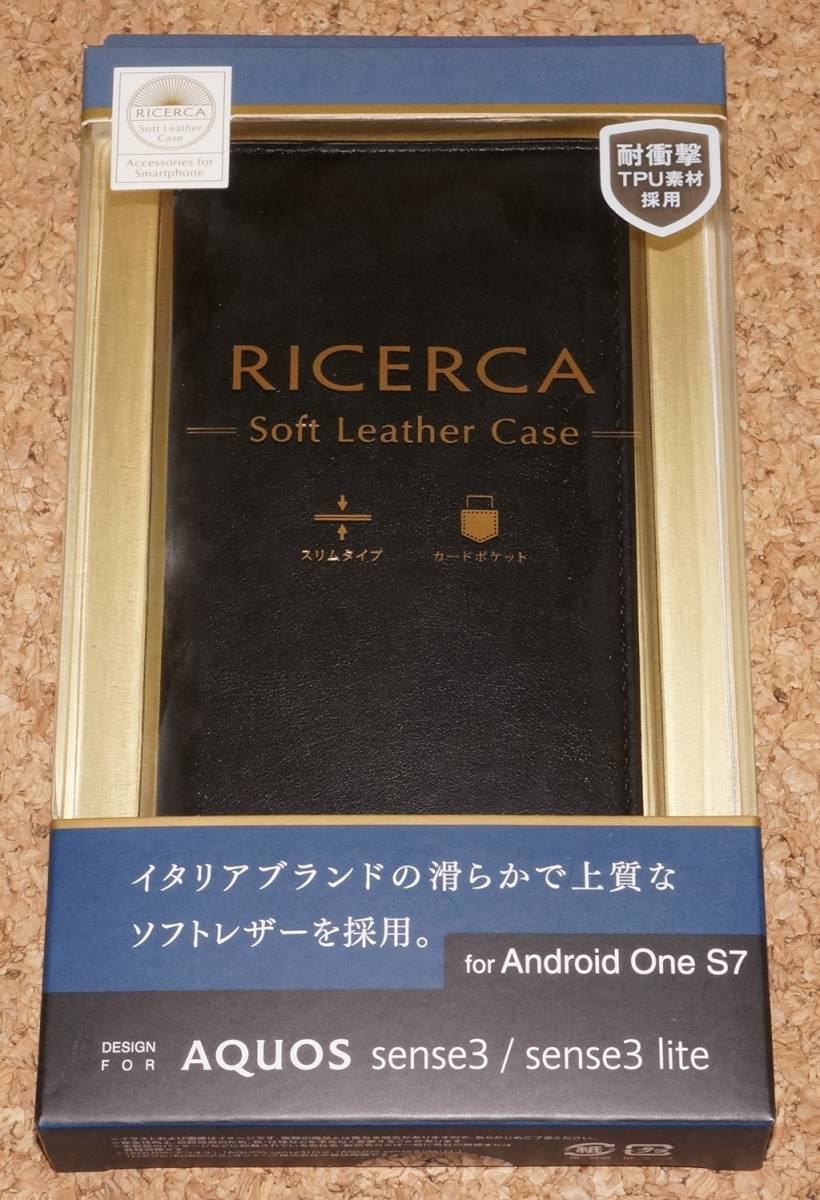 RICERCA
Soft Leather
Case
Accessories for
Smartphone
耐衝撃
TPU素材
採用
RICERCA
Soft Leather Case
スリムタイプ
カードポケット
イタリアブランドの滑らかで上質な
ソフトレザーを採用。
for Android One S7
DESIGN
FOR
AQUOS sense3 / sense3 lite
紙